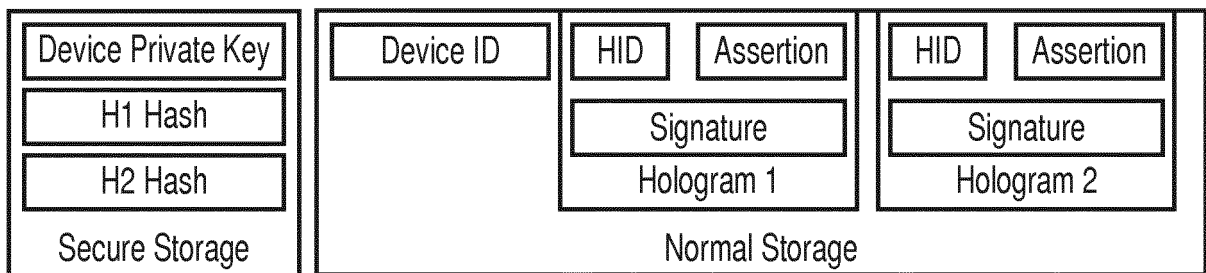 Device Private Key
H1 Hash
H2 Hash
Secure Storage
Device ID
HID
Assertion
Signature
Hologram 1
HID
Assertion
Signature
Hologram 2
Normal Storage